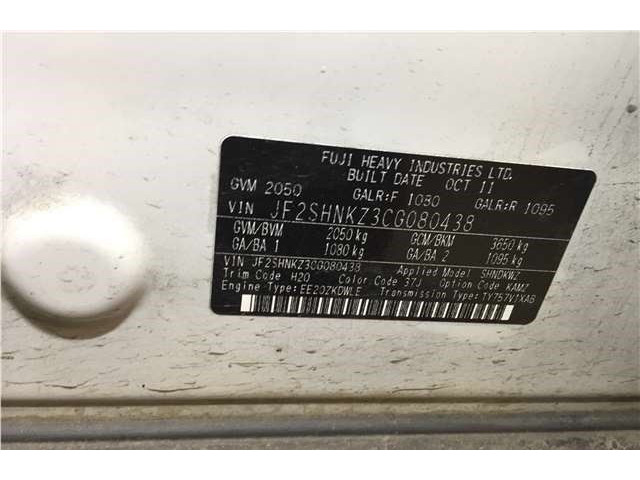 FUJI HEAVY INDUSTRIES LTD.
BUILT DATE OCT 11
GVM 2050 GALR:F 1080 GALR:R 1095
VIN JF2SHNKZ3CG080438
GVM/BVM 2050 kg GCM/BKM 3650 kg
GA/BA 1 1080 kg GA/BA 2 1095 kg
VIN JF2SHNKZ3CG080438 Applied Model SHNDKWZ
Trim Code H20 Color Code 37J Option Code KAMZ
Engine Type:EE20ZKDWLE Transmission Type:TY757V1XAB